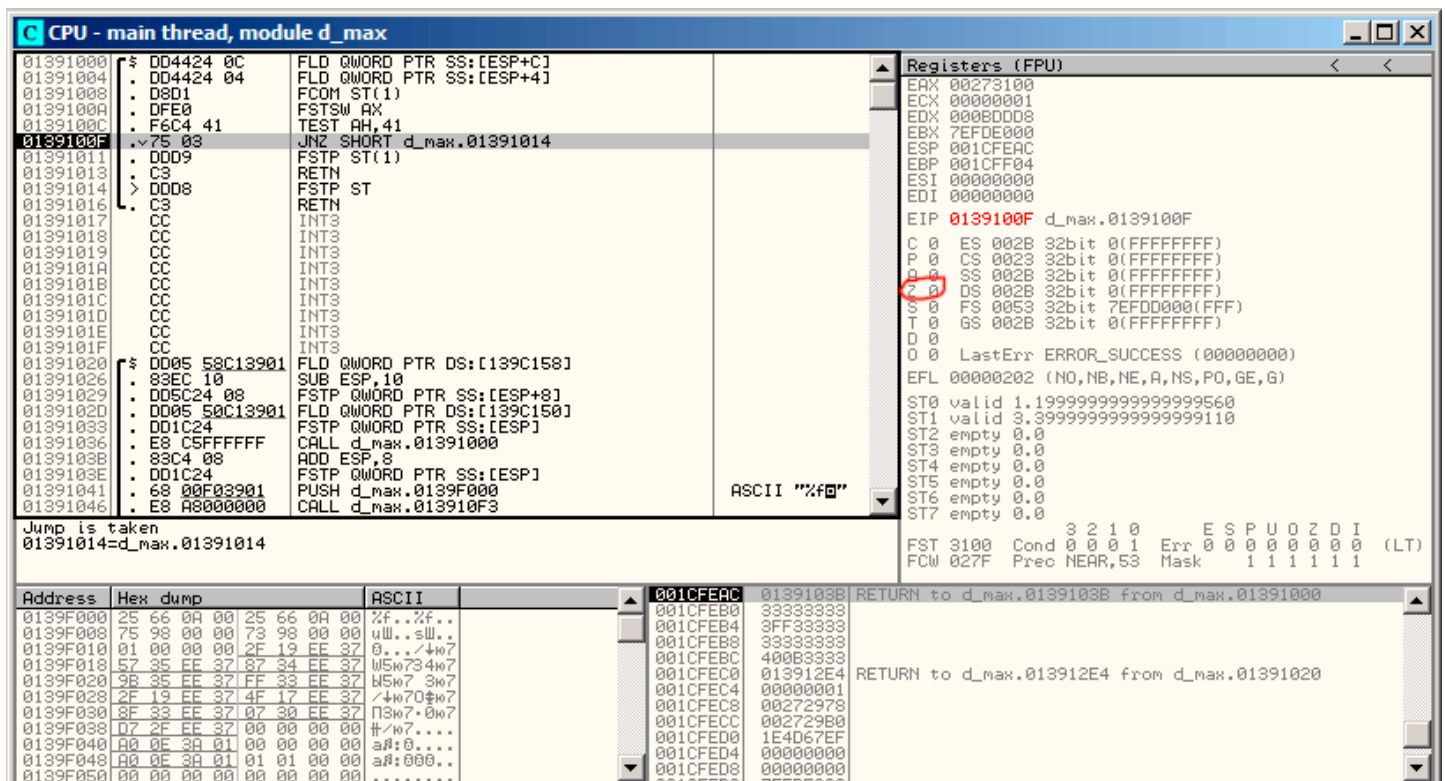 CPU - main thread, module d_max
01391000 $ DD4424 0C FLD QWORD PTR SS:[ESP+C]
01391004 . DD4424 04 FLD QWORD PTR SS:[ESP+4]
01391008 . D8D1 FCOM ST(1)
0139100A . DFE0 FSTSW AX
0139100C . F6C4 41 TEST AH,41
0139100F .v75 03 JNZ SHORT d_max.01391014
01391011 . DDD9 FSTP ST(1)
01391013 . C3 RETN
01391014 > DDD8 FSTP ST
01391016 . C3 RETN
01391017 CC INT3
01391018 CC INT3
01391019 CC INT3
0139101A CC INT3
0139101B CC INT3
0139101C CC INT3
0139101D CC INT3
0139101E CC INT3
0139101F CC INT3
01391020 $ DD05 58C13901 FLD QWORD PTR DS:[139C158]
01391026 . 83EC 10 SUB ESP,10
01391029 . DD5C24 08 FSTP QWORD PTR SS:[ESP+8]
0139102D . DD05 50C13901 FLD QWORD PTR DS:[139C150]
01391033 . DD1C24 FSTP QWORD PTR SS:[ESP]
01391036 . E8 C5FFFFFF CALL d_max.01391000
0139103B . 83C4 08 ADD ESP,8
0139103E . DD1C24 FSTP QWORD PTR SS:[ESP]
01391041 . 68 00F03901 PUSH d_max.0139F000 ASCII "%f◙"
01391046 . E8 A8000000 CALL d_max.013910F3
Jump is taken
01391014=d_max.01391014
Registers (FPU) < <
EAX 00273100
ECX 00000001
EDX 000BDDD8
EBX 7EFDE000
ESP 001CFEAC
EBP 001CFF04
ESI 00000000
EDI 00000000
EIP 0139100F d_max.0139100F
C 0 ES 002B 32bit 0(FFFFFFFF)
P 0 CS 0023 32bit 0(FFFFFFFF)
A 0 SS 002B 32bit 0(FFFFFFFF)
Z 0 DS 002B 32bit 0(FFFFFFFF)
S 0 FS 0053 32bit 7EFDD000(FFF)
T 0 GS 002B 32bit 0(FFFFFFFF)
D 0
O 0 LastErr ERROR_SUCCESS (00000000)
EFL 00000202 (NO,NB,NE,A,NS,PO,GE,G)
ST0 valid 1.1999999999999999560
ST1 valid 3.3999999999999999110
ST2 empty 0.0
ST3 empty 0.0
ST4 empty 0.0
ST5 empty 0.0
ST6 empty 0.0
ST7 empty 0.0
3 2 1 0 E S P U O Z D I
FST 3100 Cond 0 0 0 1 Err 0 0 0 0 0 0 0 0 (LT)
FCW 027F Prec NEAR,53 Mask 1 1 1 1 1 1
Address Hex dump ASCII
0139F000 25 66 0A 00 25 66 0A 00 %f..%f..
0139F008 75 98 00 00 73 98 00 00 uШ..sШ..
0139F010 01 00 00 00 2F 19 EE 37
0139F018 57 35 EE 37 87 34 EE 37
0139F020 9B 35 EE 37 FF 33 EE 37
0139F028 2F 19 EE 37 4F 17 EE 37
0139F030 8F 33 EE 37 07 30 EE 37
0139F038 D7 2F EE 37 00 00 00 00
0139F040 A0 0E 3A 01 00 00 00 00
0139F048 A0 0E 3A 01 01 01 00 00
0139F050 00 00 00 00 00 00 00 00 ........
001CFEAC 0139103B RETURN to d_max.0139103B from d_max.01391000
001CFEB0 33333333
001CFEB4 3FF33333
001CFEB8 33333333
001CFEBC 400B3333
001CFEC0 013912E4 RETURN to d_max.013912E4 from d_max.01391020
001CFEC4 00000001
001CFEC8 00272978
001CFECC 002729B0
001CFED0 1E4D67EF
001CFED4 00000000
001CFED8 00000000